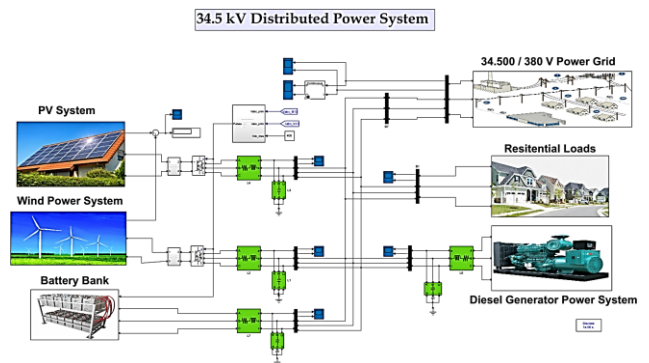 34.5 kV Distributed Power System
34.500 / 380 V Power Grid
PV System
Resitential Loads
Wind Power System
Battery Bank
Diesel Generator Power System